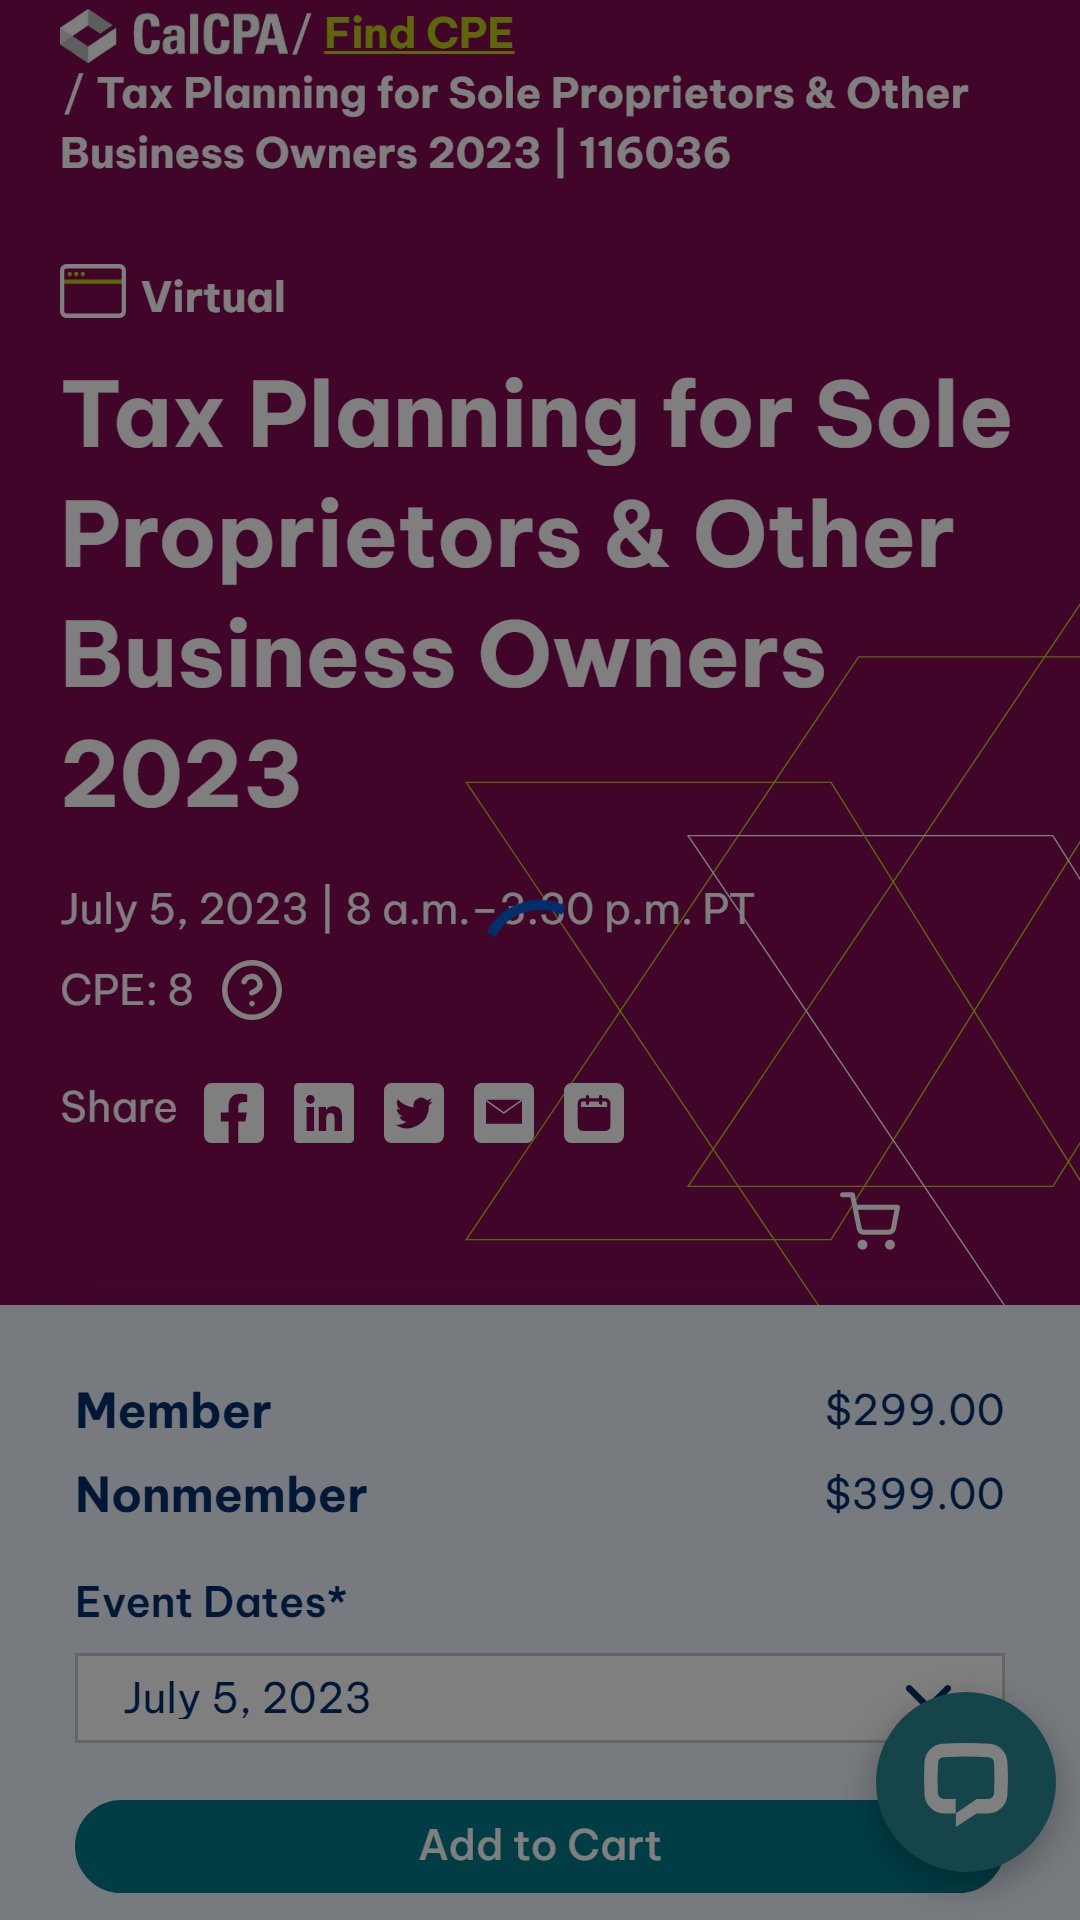 CalCPA / Find CPE
/ Tax Planning for Sole Proprietors & Other
Business Owners 2023 | 116036
Virtual
Tax Planning for Sole
Proprietors & Other
Business Owners
2023
July 5, 2023 | 8 a.m.–3:30 p.m. PT
CPE: 8 ?
Share
Member $299.00
Nonmember $399.00
Event Dates*
July 5, 2023
Add to Cart